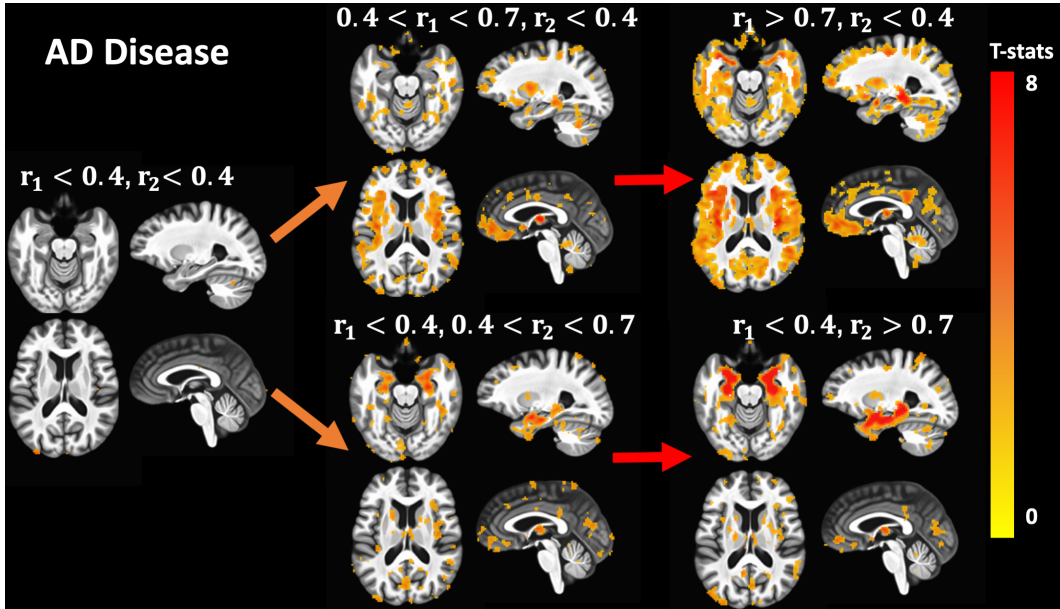 AD Disease
0.4 < r₁ < 0.7, r₂ < 0.4
r₁ > 0.7, r₂ < 0.4
T-stats
8
r₁ < 0.4, r₂ < 0.4
r₁ < 0.4, 0.4 < r₂ < 0.7
r₁ < 0.4, r₂ > 0.7
0